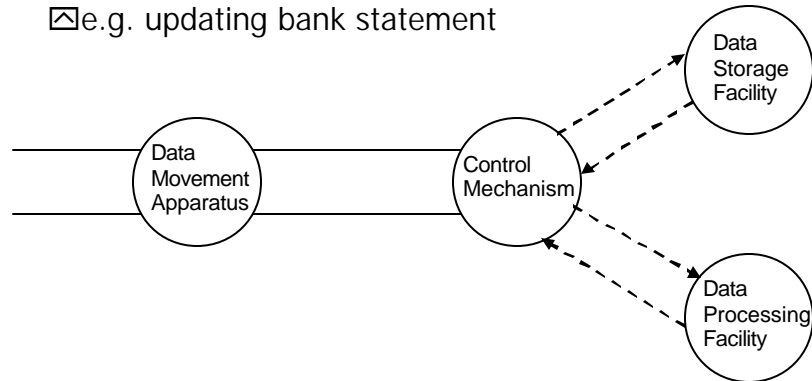 e.g. updating bank statement
Data
Storage
Facility
Data
Movement
Apparatus
Control
Mechanism
Data
Processing
Facility